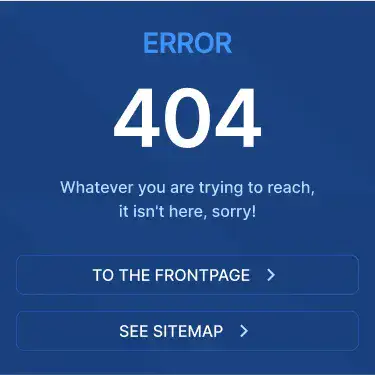 ERROR
404
Whatever you are trying to reach,
it isn't here, sorry!
TO THE FRONTPAGE
SEE SITEMAP